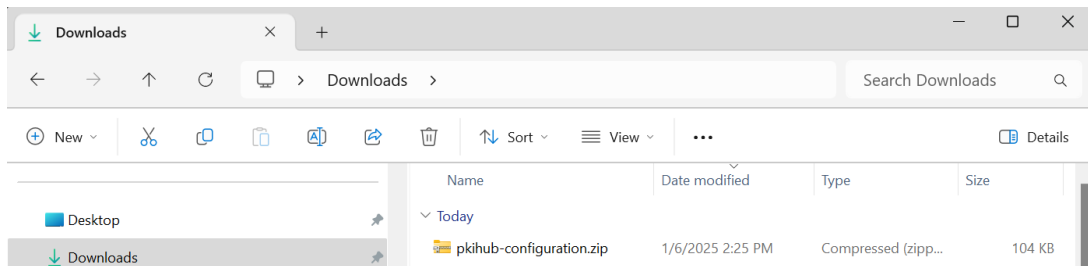 Downloads
Downloads
Search Downloads
New
Sort
View
Details
Name Date modified Type Size
Desktop
Today
pkihub-configuration.zip 1/6/2025 2:25 PM Compressed (zipp... 104 KB
Downloads